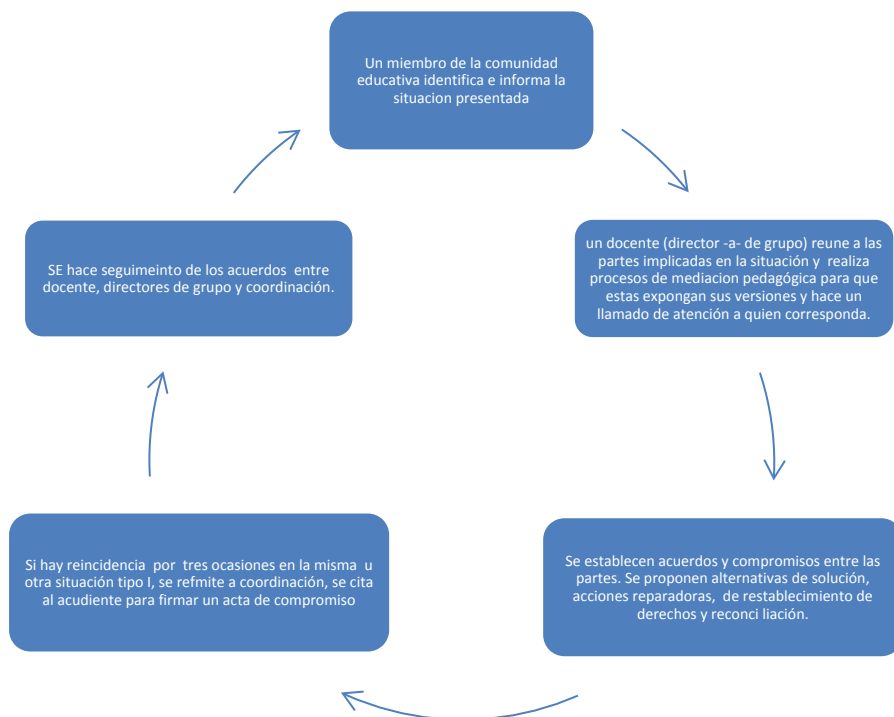 Un miembro de la comunidad
educativa identifica e informa la
situacion presentada
un docente (director -a- de grupo) reune a las
partes implicadas en la situación y realiza
procesos de mediacion pedagógica para que
estas expongan sus versiones y hace un
llamado de atención a quien corresponda.
Se establecen acuerdos y compromisos entre las
partes. Se proponen alternativas de solución,
acciones reparadoras, de restablecimiento de
derechos y reconci liación.
Si hay reincidencia por tres ocasiones en la misma u
otra situación tipo I, se refmite a coordinación, se cita
al acudiente para firmar un acta de compromiso
SE hace seguimeinto de los acuerdos entre
docente, directores de grupo y coordinación.